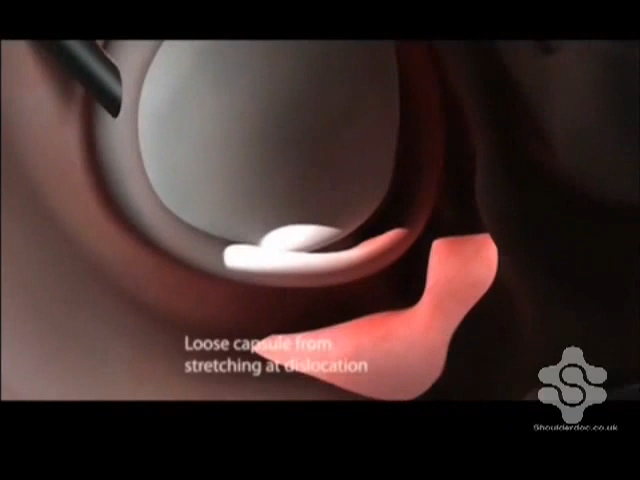 Loose capsule from
stretching at dislocation
Shoulderdoc.co.uk